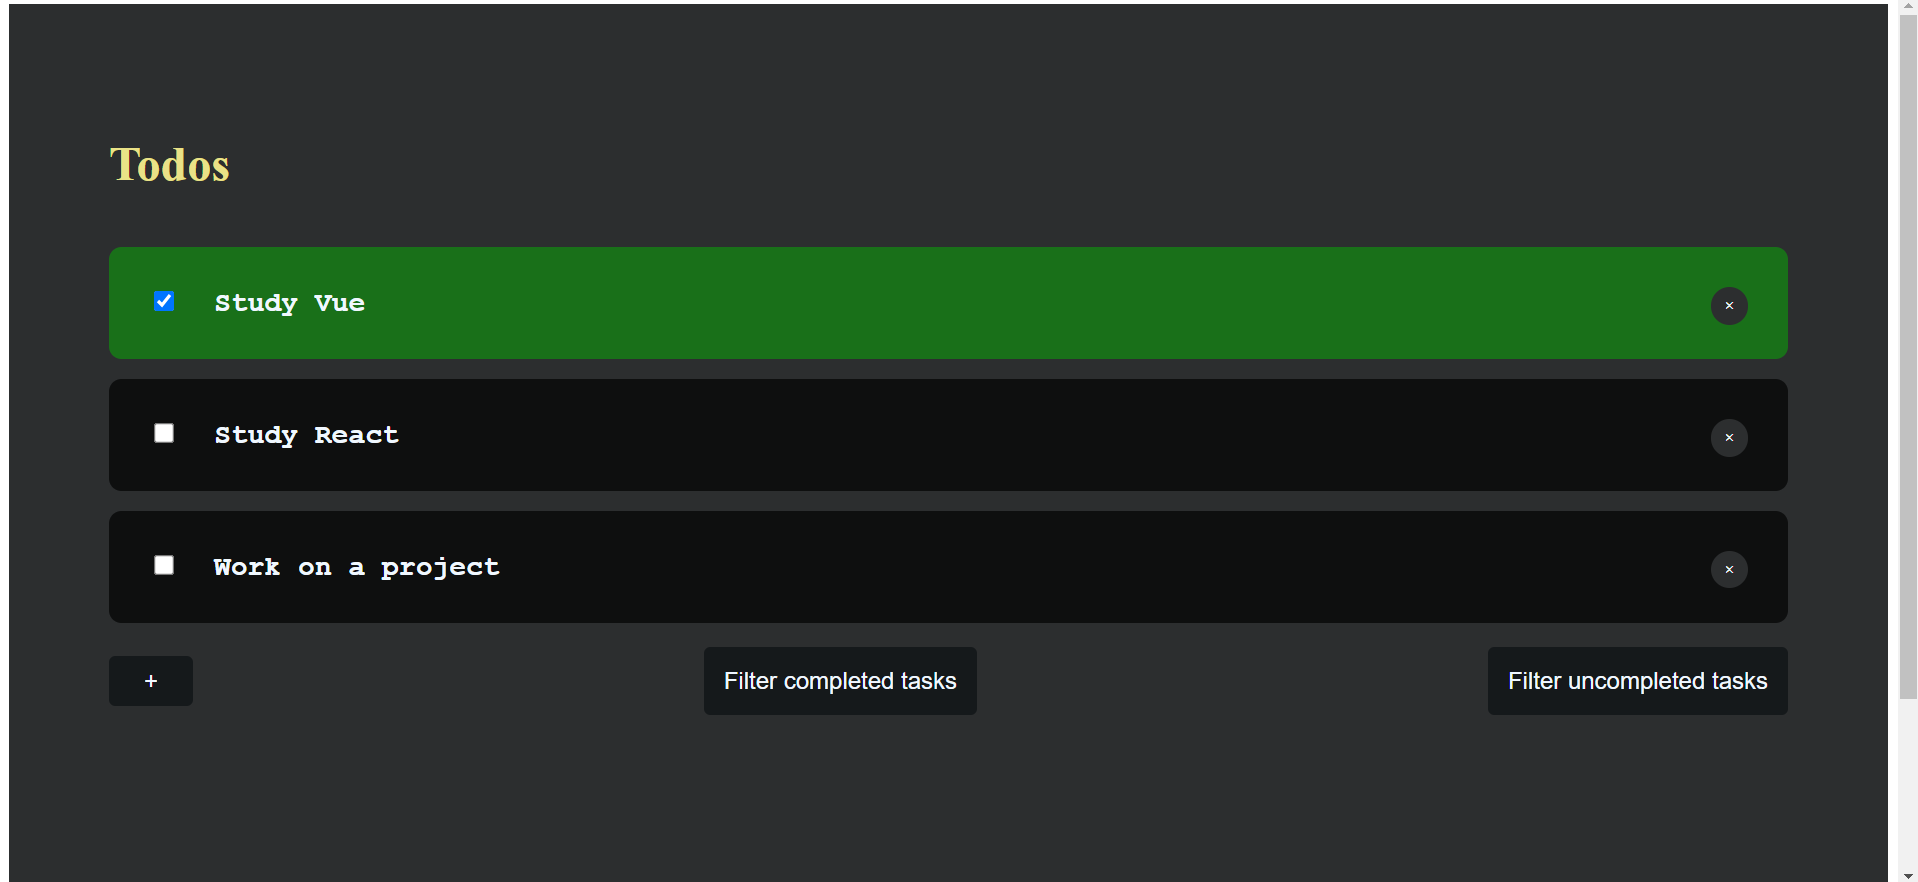 Todos
Study Vue
×
Study React
×
Work on a project
×
+
Filter completed tasks
Filter uncompleted tasks